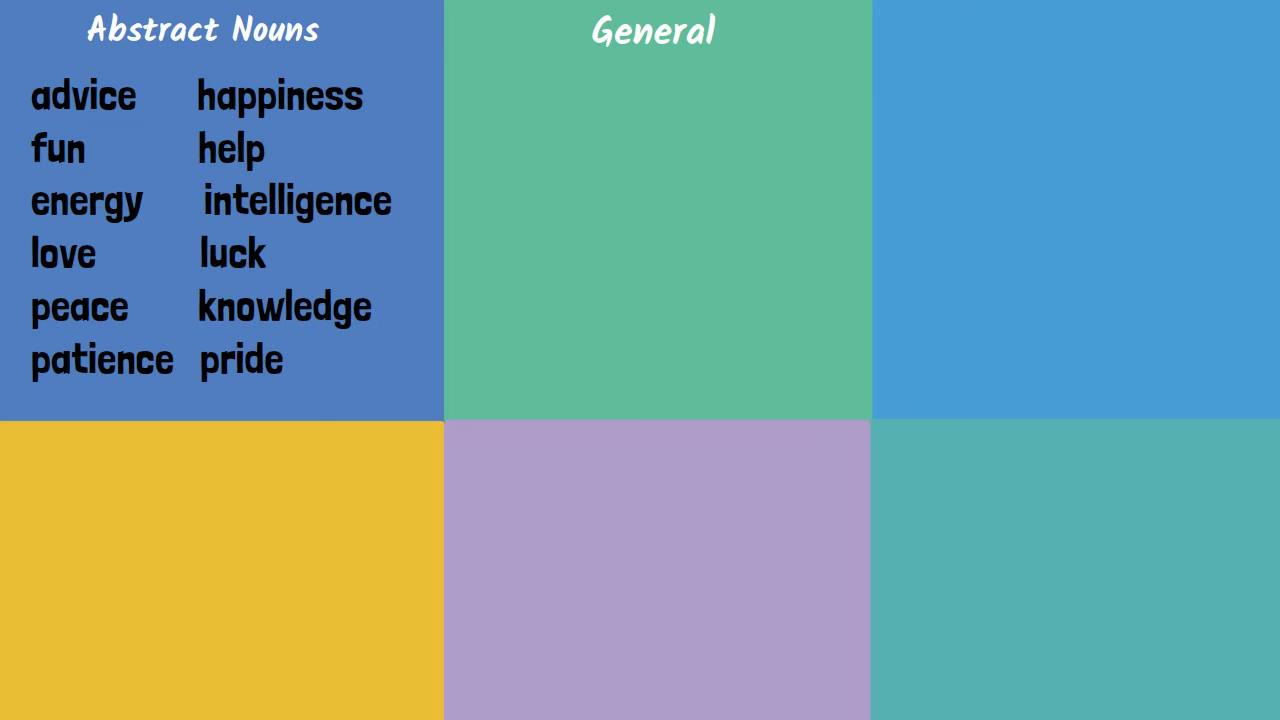 Abstract Nouns
advice happiness
fun help
energy intelligence
love luck
peace knowledge
patience pride
General